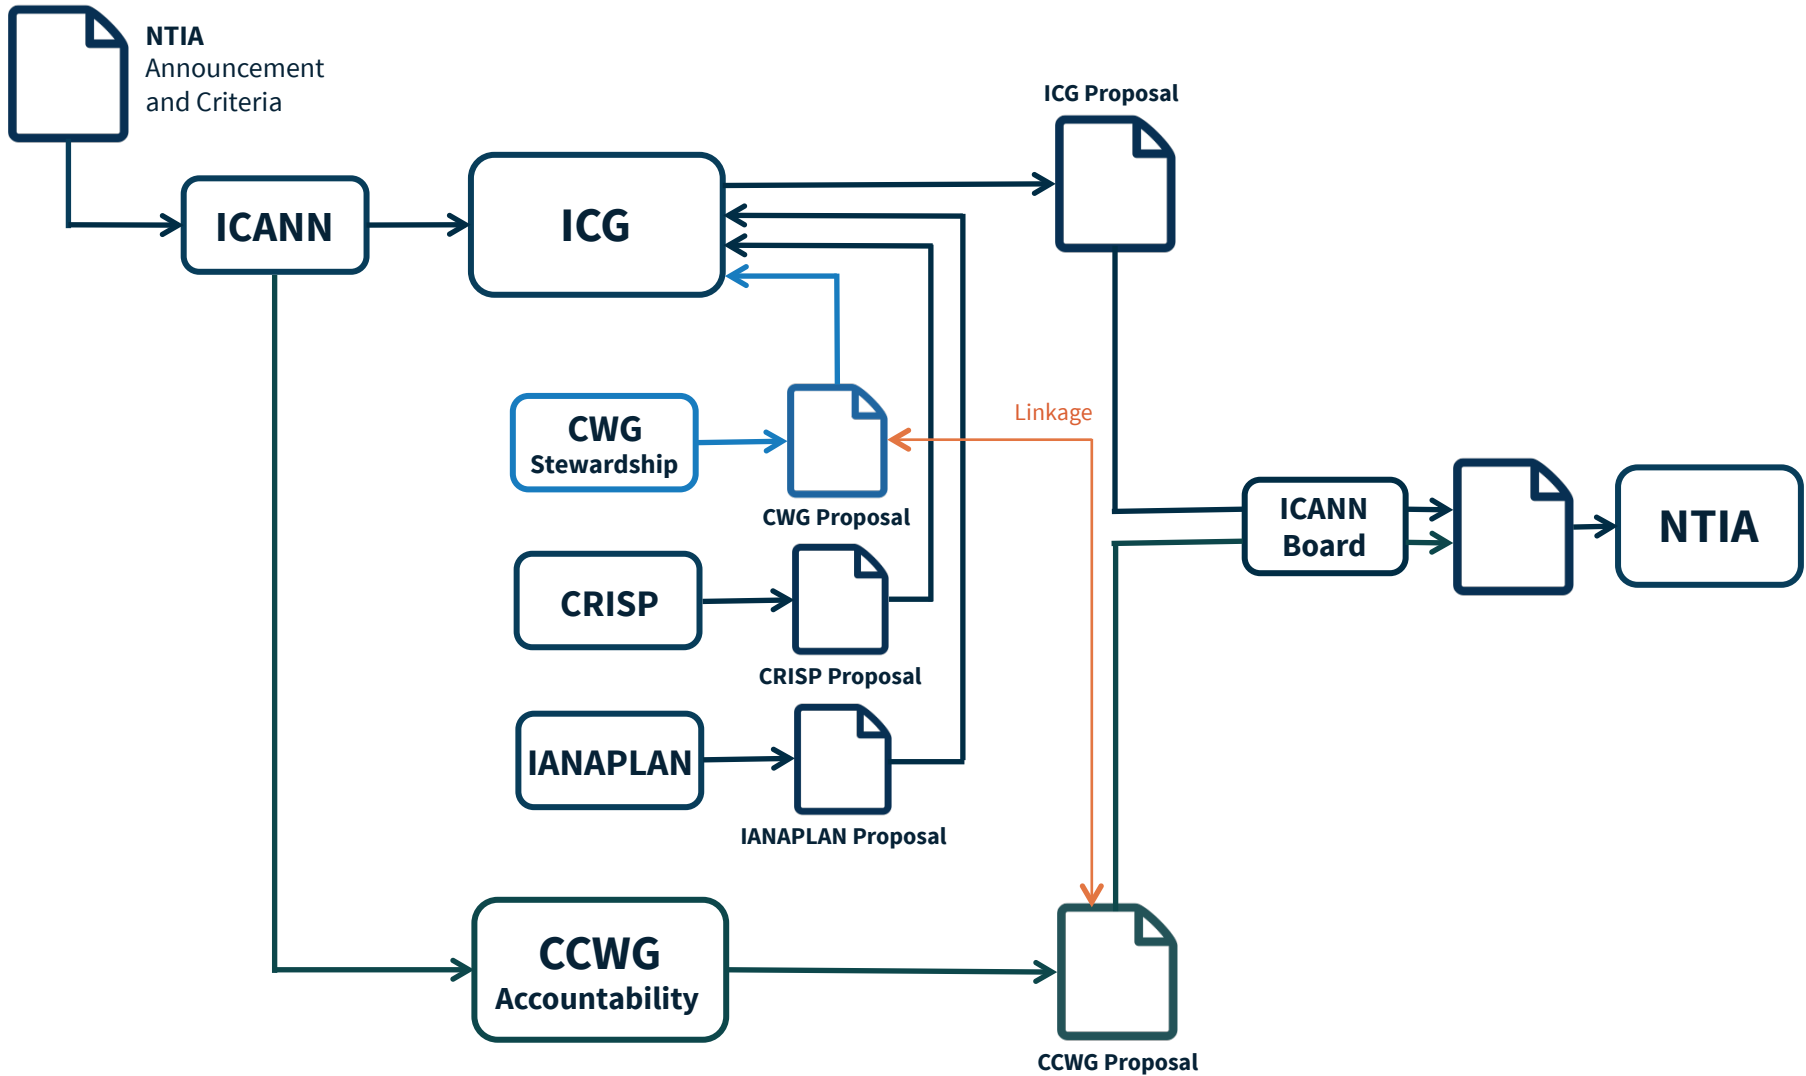 NTIA
Announcement
and Criteria
ICG Proposal
ICANN
ICG
Linkage
CWG
Stewardship
CWG Proposal
ICANN
Board
NTIA
CRISP
CRISP Proposal
IANAPLAN
IANAPLAN Proposal
CCWG
Accountability
CCWG Proposal